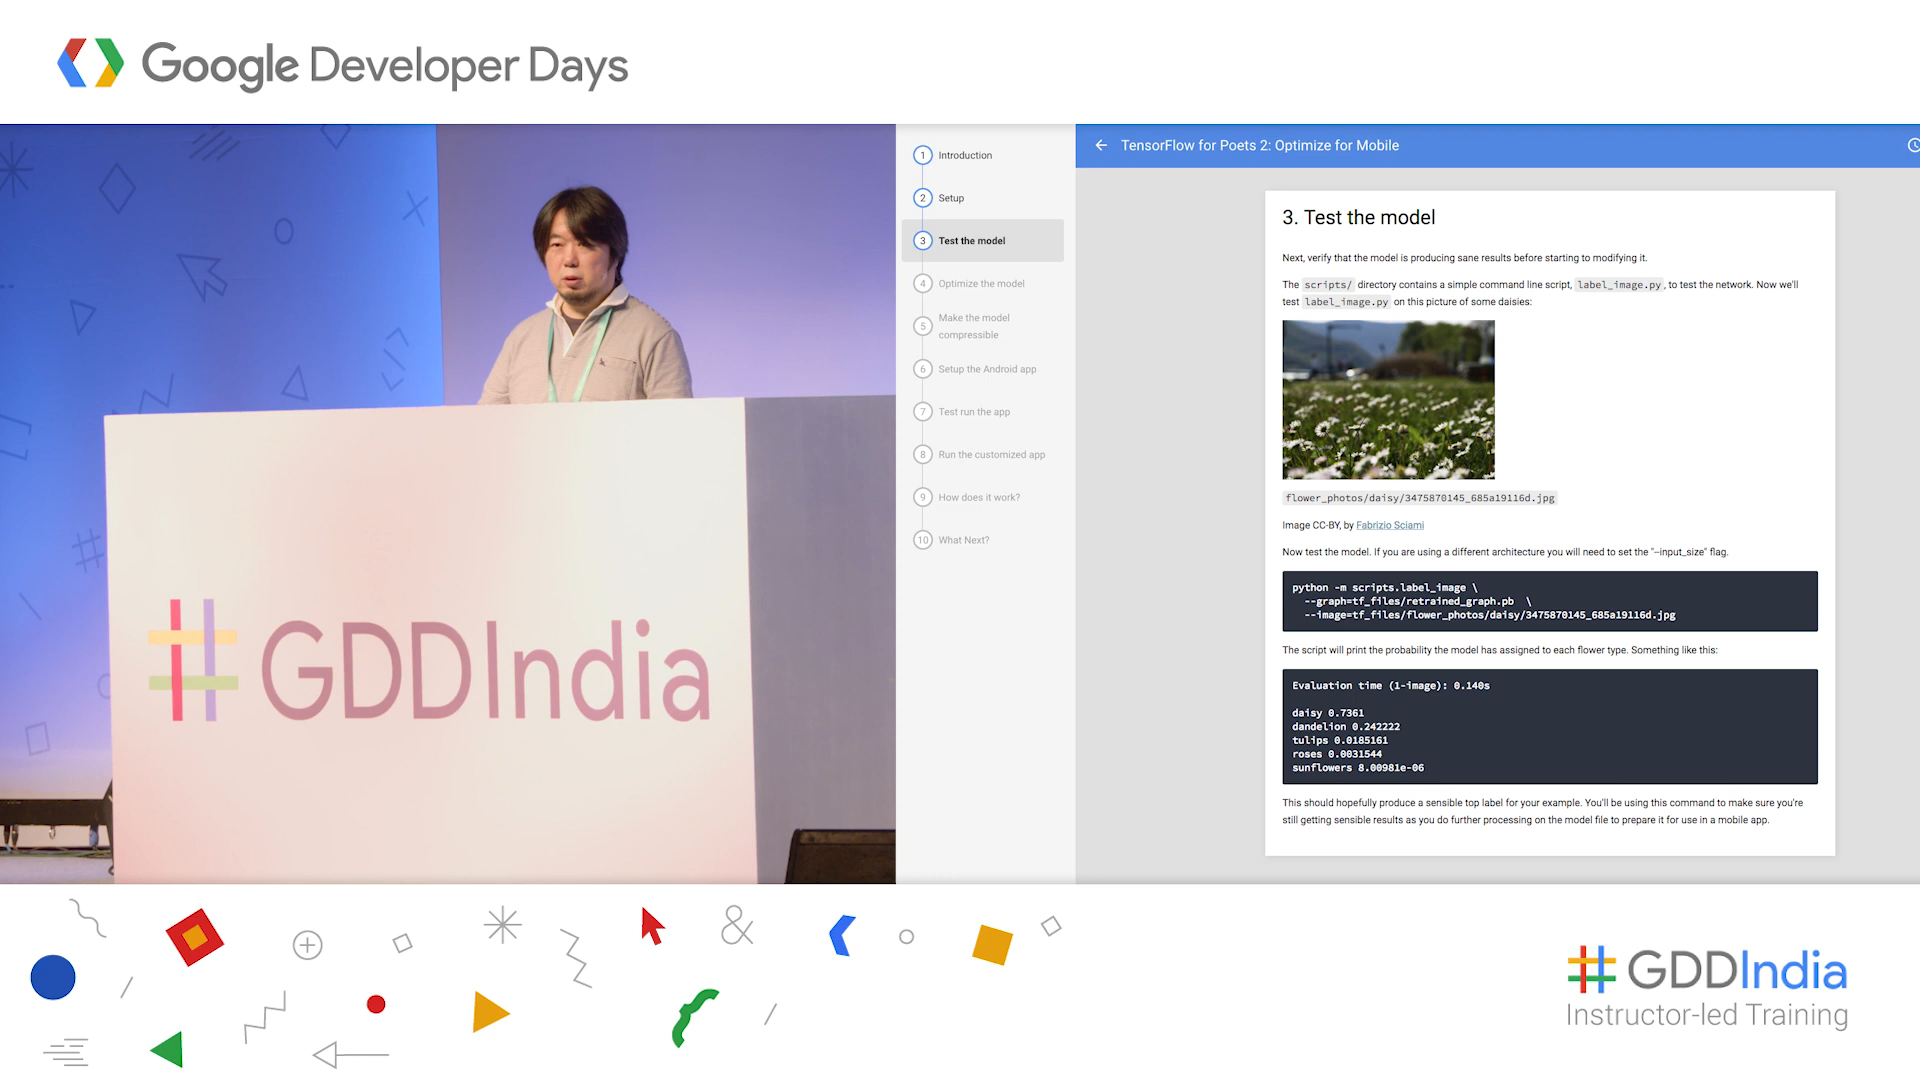 Google Developer Days
#GDDIndia
1 Introduction
2 Setup
3 Test the model
4 Optimize the model
5 Make the model
compressible
6 Setup the Android app
7 Test run the app
8 Run the customized app
9 How does it work?
10 What Next?
TensorFlow for Poets 2: Optimize for Mobile
3. Test the model
Next, verify that the model is producing sane results before starting to modifying it.
The scripts/ directory contains a simple command line script, label_image.py, to test the network. Now we'll
test label_image.py on this picture of some daisies:
flower_photos/daisy/3475870145_685a19116d.jpg
Image CC-BY, by Fabrizio Sciami
Now test the model. If you are using a different architecture you will need to set the "--input_size" flag.
python -m scripts.label_image \
--graph=tf_files/retrained_graph.pb \
--image=tf_files/flower_photos/daisy/3475870145_685a19116d.jpg
The script will print the probability the model has assigned to each flower type. Something like this:
Evaluation time (1-image): 0.140s
daisy 0.7361
dandelion 0.242222
tulips 0.0185161
roses 0.0031544
sunflowers 8.00981e-06
This should hopefully produce a sensible top label for your example. You'll be using this command to make sure you're
still getting sensible results as you do further processing on the model file to prepare it for use in a mobile app.
&
#GDDIndia
Instructor-led Training